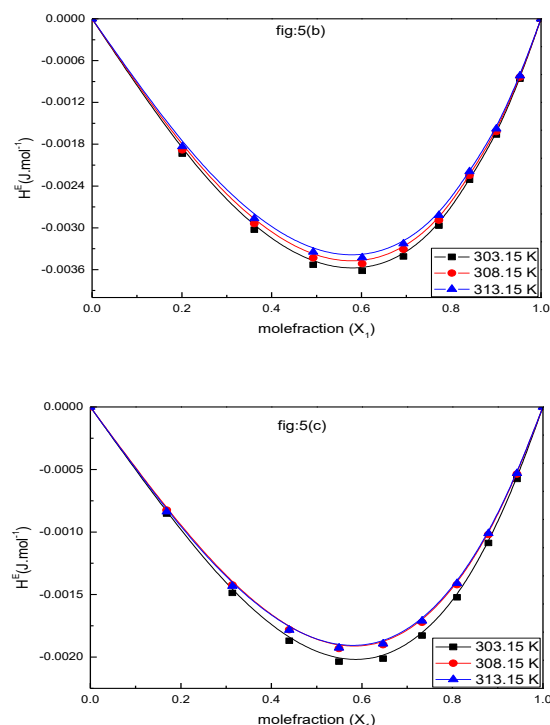 fig:5(b)
0.0000
-0.0006
-0.0012
-0.0018
-0.0024
-0.0030
-0.0036
H^E(J.mol^-1)
303.15 K
308.15 K
313.15 K
0.0 0.2 0.4 0.6 0.8 1.0
molefraction (X_1)
fig:5(c)
0.0000
-0.0005
-0.0010
-0.0015
-0.0020
H^E(J.mol^-1)
303.15 K
308.15 K
313.15 K
0.0 0.2 0.4 0.6 0.8 1.0
molefraction (X_